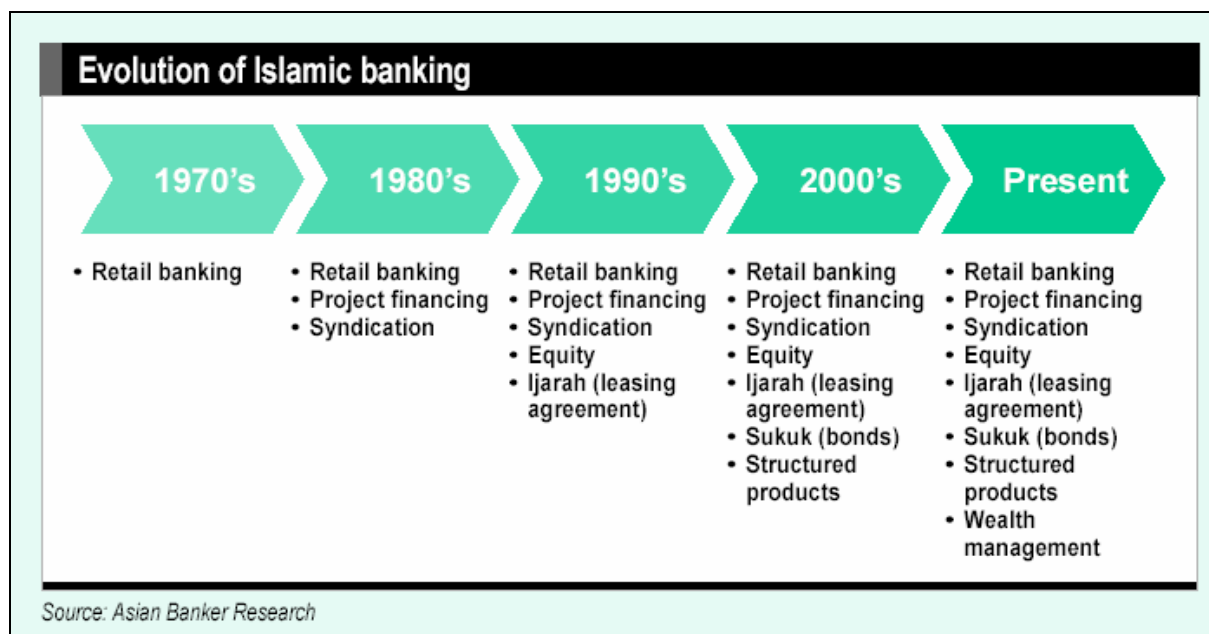 Evolution of Islamic banking
1970's
1980's
1990's
2000's
Present
• Retail banking
• Retail banking
• Project financing
• Syndication
• Retail banking
• Project financing
• Syndication
• Equity
• Ijarah (leasing
agreement)
• Retail banking
• Project financing
• Syndication
• Equity
• Ijarah (leasing
agreement)
• Sukuk (bonds)
• Structured
products
• Retail banking
• Project financing
• Syndication
• Equity
• Ijarah (leasing
agreement)
• Sukuk (bonds)
• Structured
products
• Wealth
management
Source: Asian Banker Research